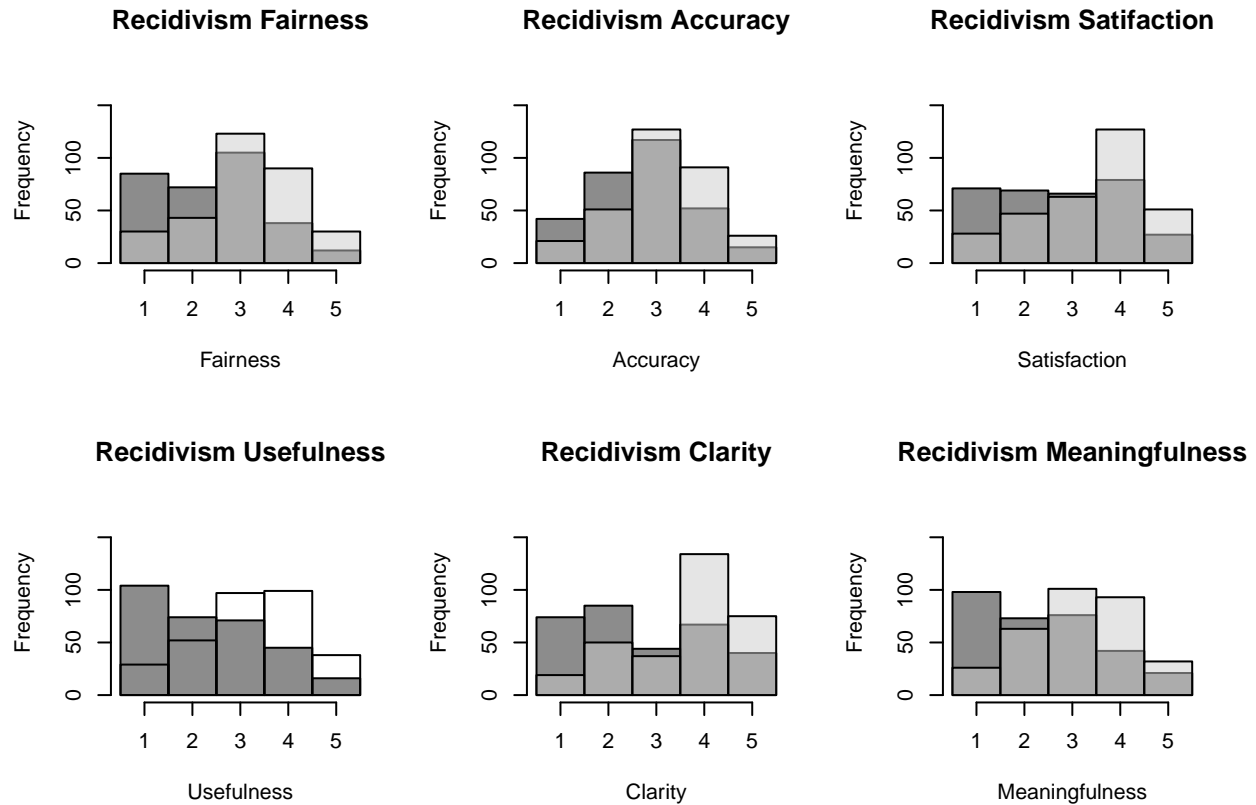 Recidivism Fairness
Frequency
0 50 100
1 2 3 4 5
Fairness
Recidivism Accuracy
Frequency
0 50 100
1 2 3 4 5
Accuracy
Recidivism Satifaction
Frequency
0 50 100
1 2 3 4 5
Satisfaction
Recidivism Usefulness
Frequency
0 50 100
1 2 3 4 5
Usefulness
Recidivism Clarity
Frequency
0 50 100
1 2 3 4 5
Clarity
Recidivism Meaningfulness
Frequency
0 50 100
1 2 3 4 5
Meaningfulness